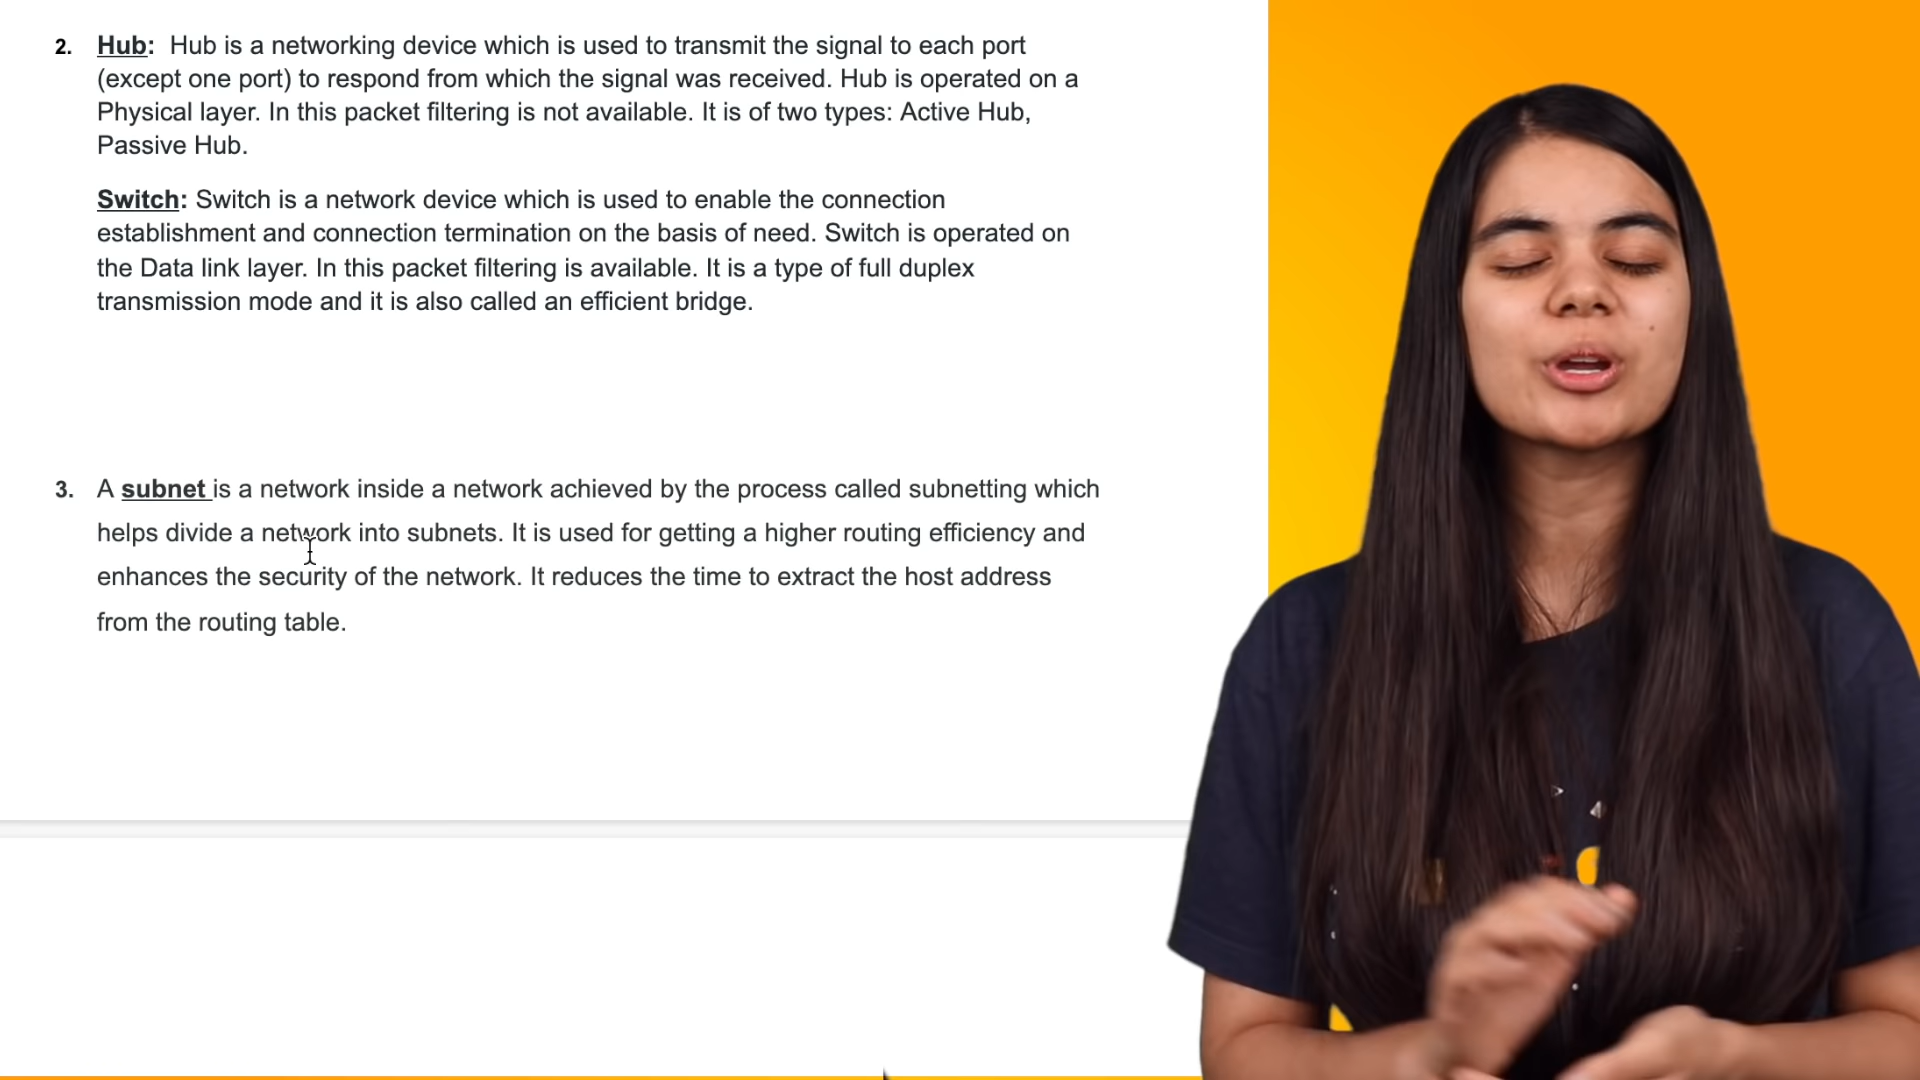 2. Hub: Hub is a networking device which is used to transmit the signal to each port
(except one port) to respond from which the signal was received. Hub is operated on a
Physical layer. In this packet filtering is not available. It is of two types: Active Hub,
Passive Hub.
Switch: Switch is a network device which is used to enable the connection
establishment and connection termination on the basis of need. Switch is operated on
the Data link layer. In this packet filtering is available. It is a type of full duplex
transmission mode and it is also called an efficient bridge.
3. A subnet is a network inside a network achieved by the process called subnetting which
helps divide a network into subnets. It is used for getting a higher routing efficiency and
enhances the security of the network. It reduces the time to extract the host address
from the routing table.